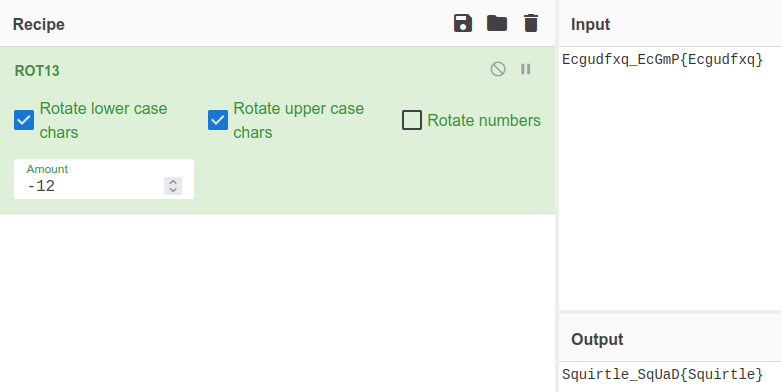 Recipe
ROT13
Rotate lower case
chars
Rotate upper case
chars
Rotate numbers
Amount
-12
Input
Ecgudfxq_EcGmP{Ecgudfxq}
Output
Squirtle_SqUaD{Squirtle}